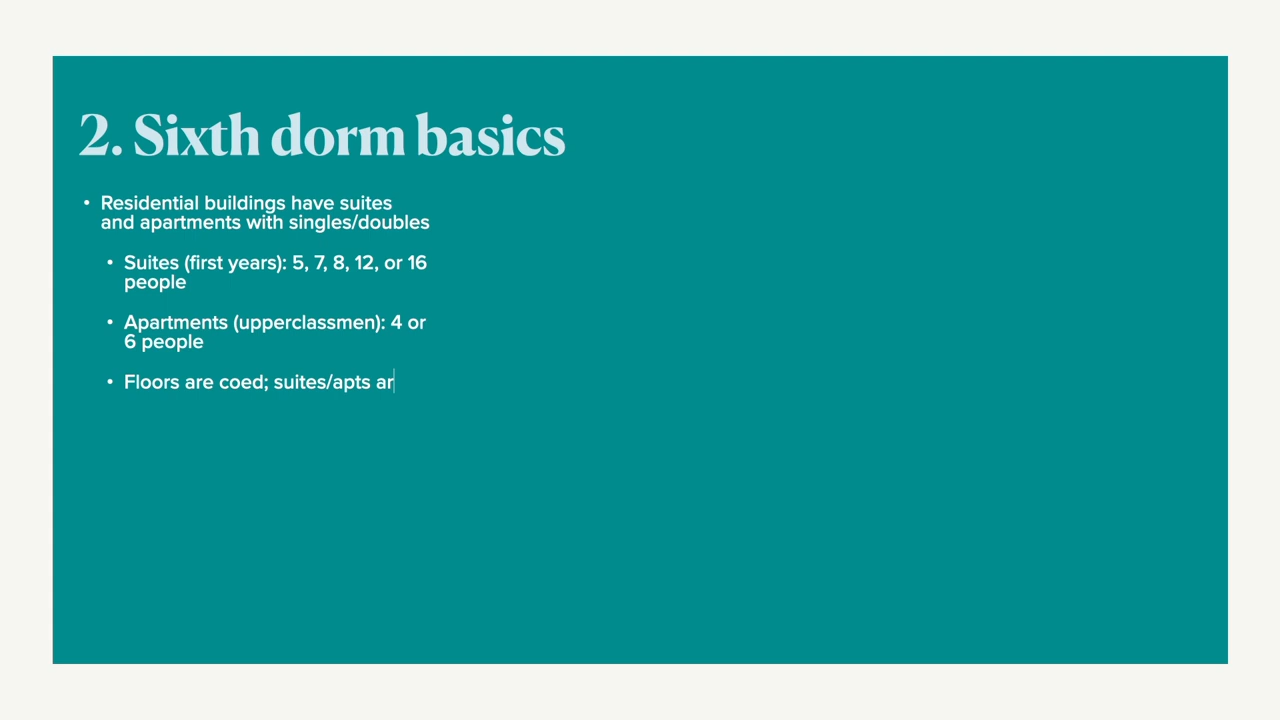 2. Sixth dorm basics
• Residential buildings have suites
and apartments with singles/doubles
• Suites (first years): 5, 7, 8, 12, or 16
people
• Apartments (upperclassmen): 4 or
6 people
• Floors are coed; suites/apts ar